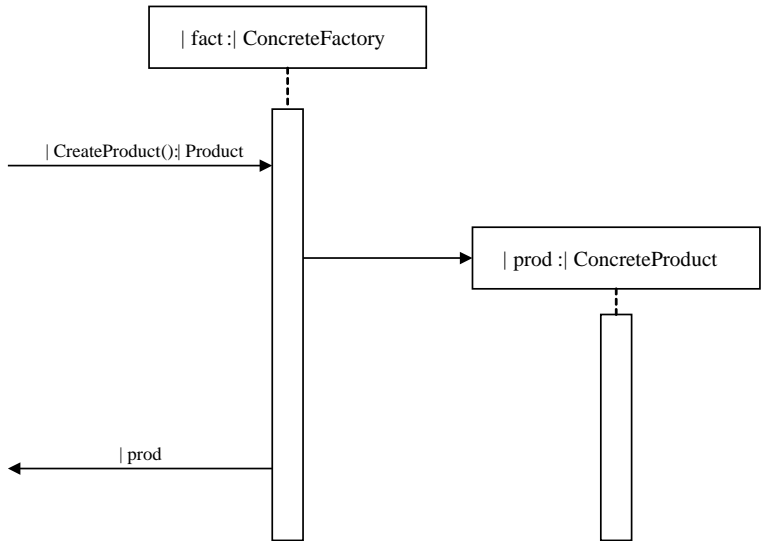 | fact :| ConcreteFactory
| CreateProduct():| Product
| prod :| ConcreteProduct
| prod